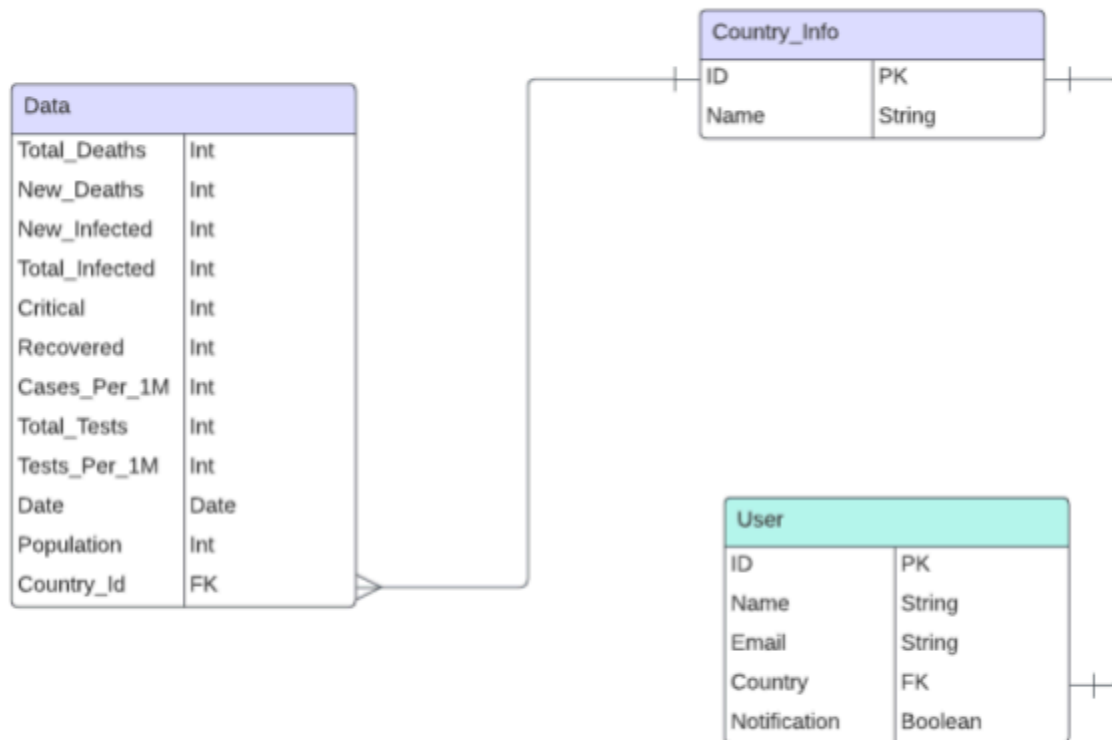 Country_Info
ID PK
Name String
Data
Total_Deaths Int
New_Deaths Int
New_Infected Int
Total_Infected Int
Critical Int
Recovered Int
Cases_Per_1M Int
Total_Tests Int
Tests_Per_1M Int
Date Date
Population Int
Country_Id FK
User
ID PK
Name String
Email String
Country FK
Notification Boolean